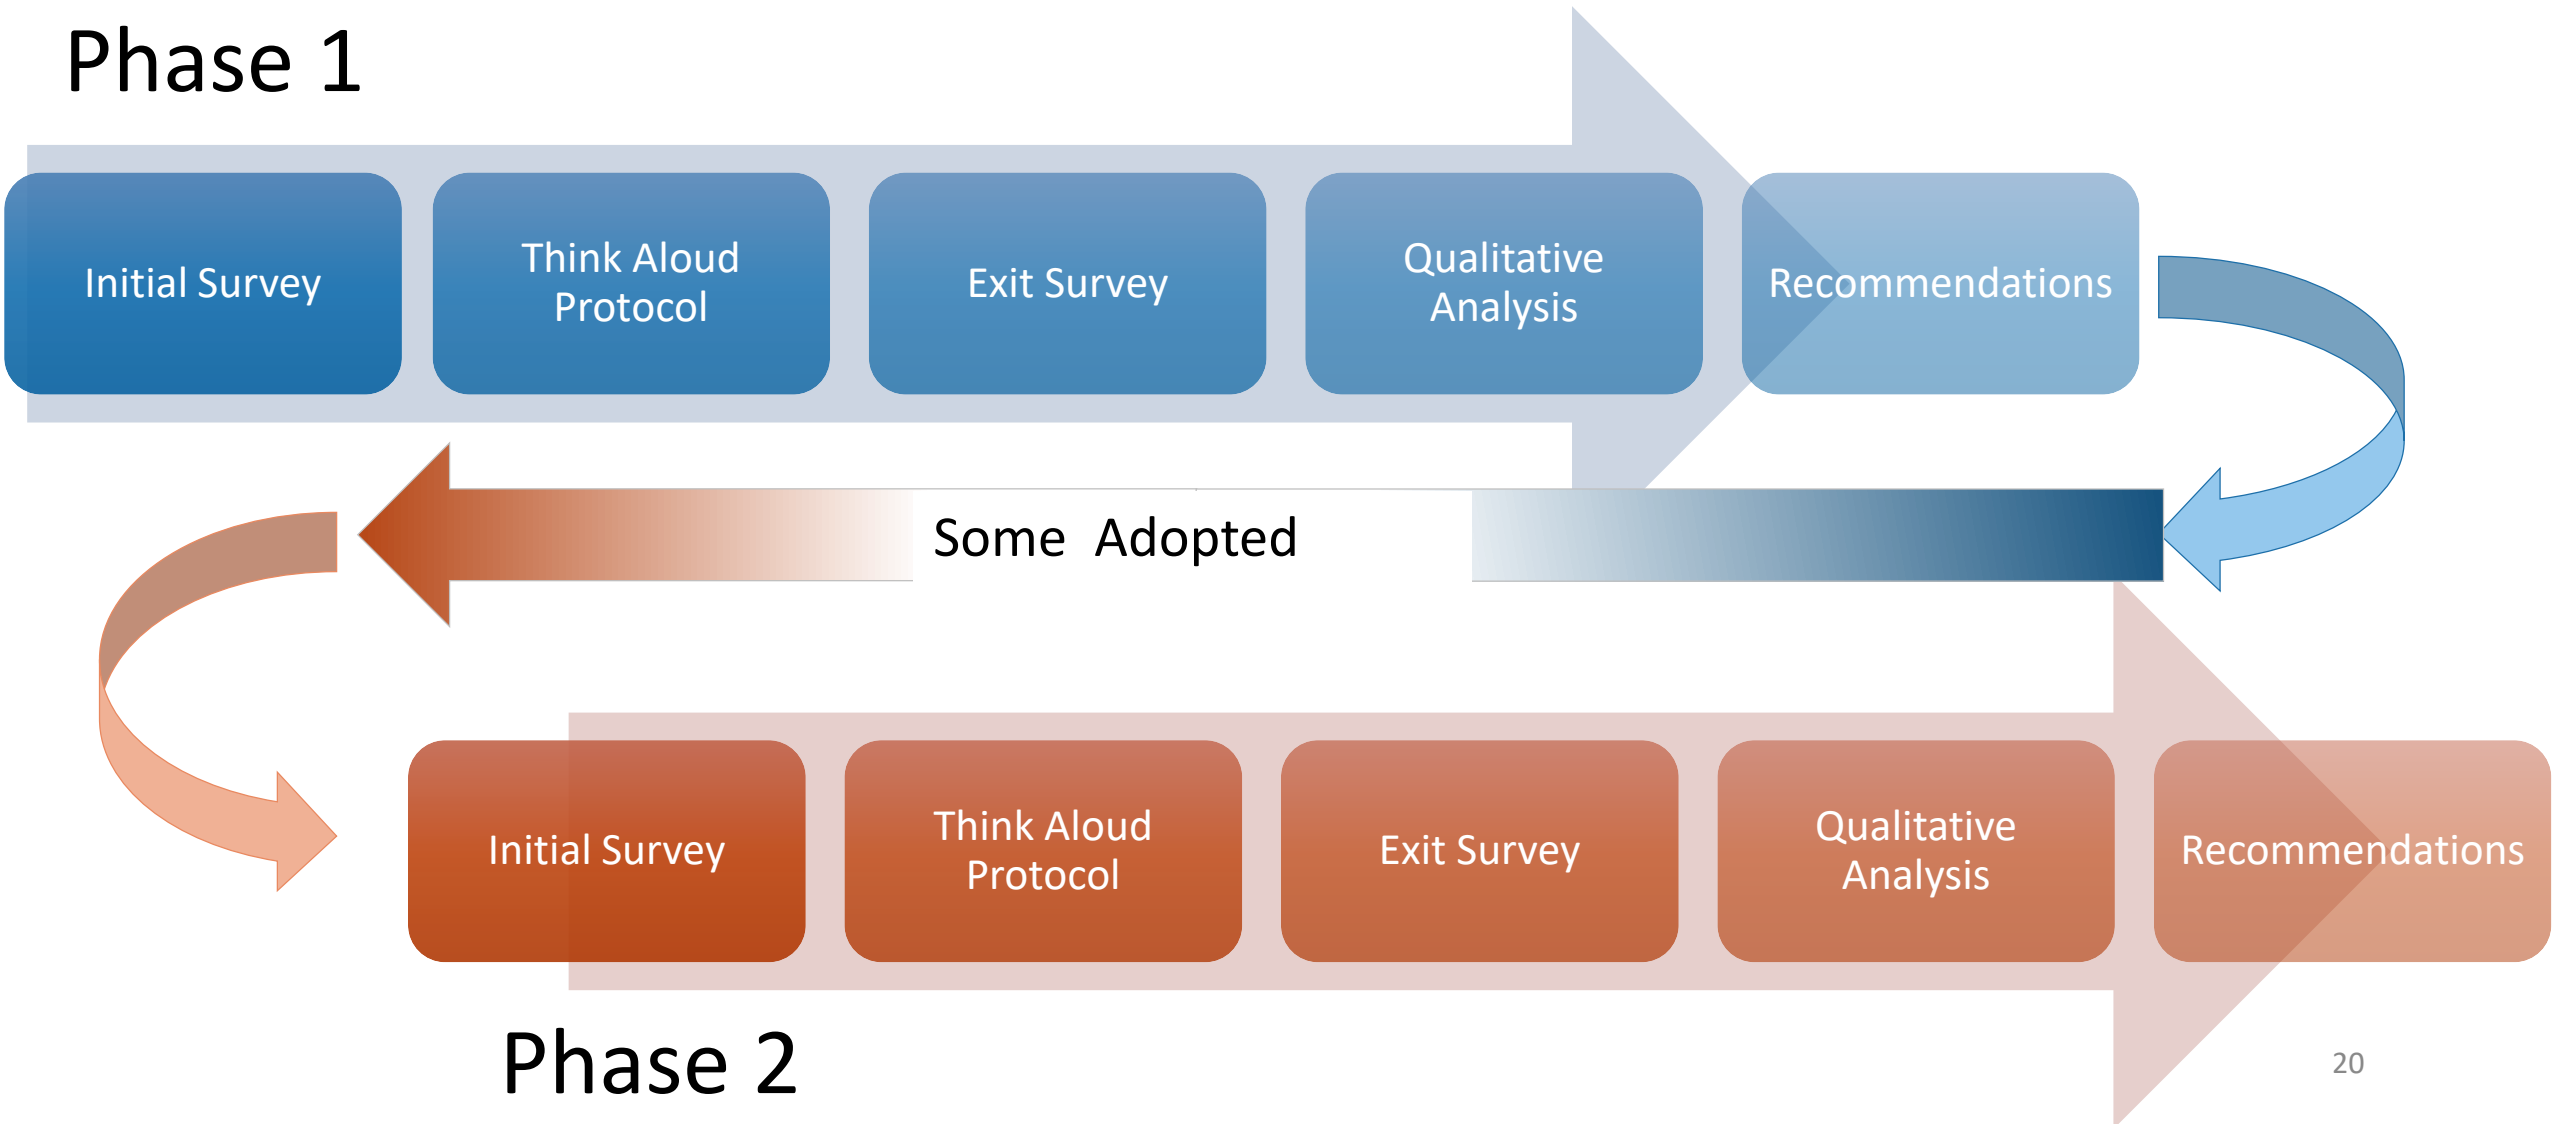 Phase 1
Initial Survey
Think Aloud
Protocol
Exit Survey
Qualitative
Analysis
Recommendations
Some  Adopted
Initial Survey
Think Aloud
Protocol
Exit Survey
Qualitative
Analysis
Recommendations
Phase 2
20